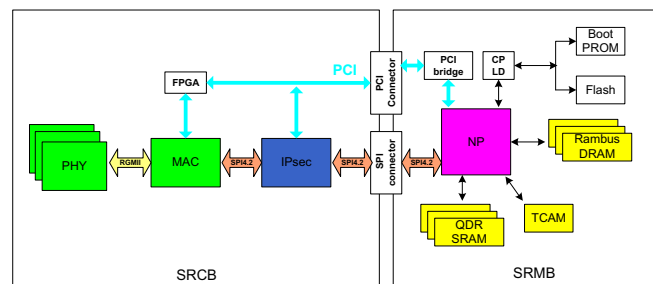 Boot
PROM
Flash
PCI
FPGA
PCI
Connector
PCI
bridge
CP
LD
PHY
RGMII
MAC
SPI4.2
IPsec
SPI4.2
SPI
connector
SPI4.2
NP
Rambus
DRAM
QDR
SRAM
TCAM
SRCB
SRMB